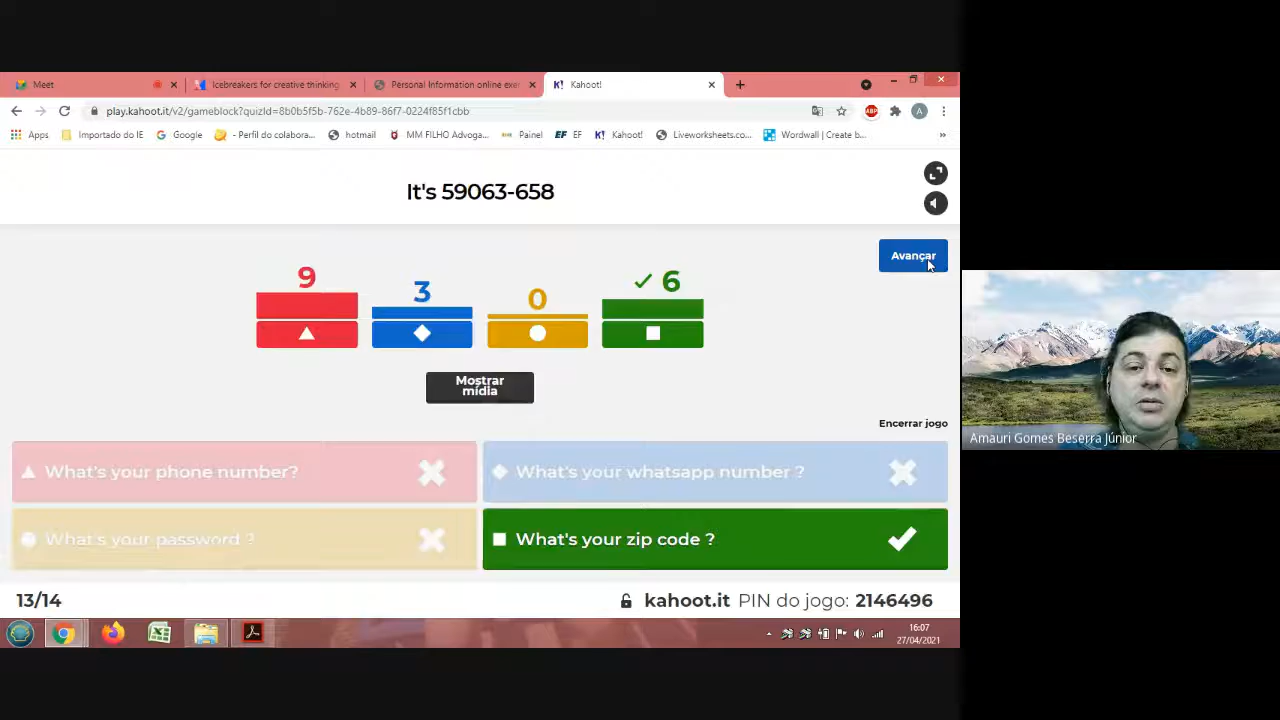 Meet
Icebreakers for creative thinking
Personal Information online exer
Kahoot!
play.kahoot.it/v2/gameblock?quizId=8b0b5f5b-762e-4b89-86f7-0224f85f1cbb
Apps
Importado do IE
Google
- Perfil do colabora...
hotmail
MM FILHO Advoga...
Painel
EF EF
K! Kahoot!
Liveworksheets.co...
Wordwall | Create b...
It's 59063-658
Avançar
9
3
0
6
Mostrar
mídia
Encerrar jogo
What's your phone number?
What's your whatsapp number ?
What's your password ?
What's your zip code ?
13/14
kahoot.it PIN do jogo: 2146496
16:07
27/04/2021
Amauri Gomes Beserra Júnior